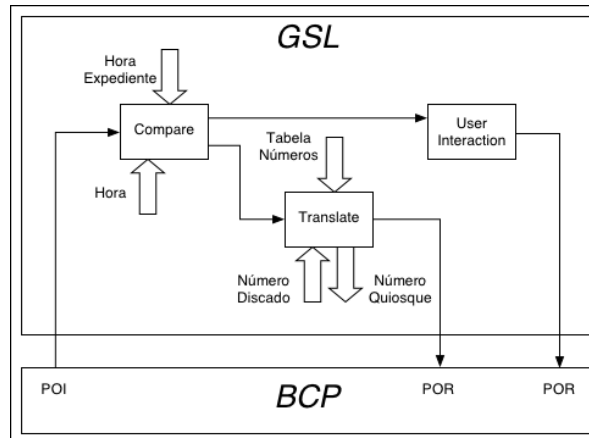 GSL
Hora
Expediente
Compare
User
Interaction
Tabela
Números
Hora
Translate
Número
Discado
Número
Quiosque
POI
BCP
POR
POR